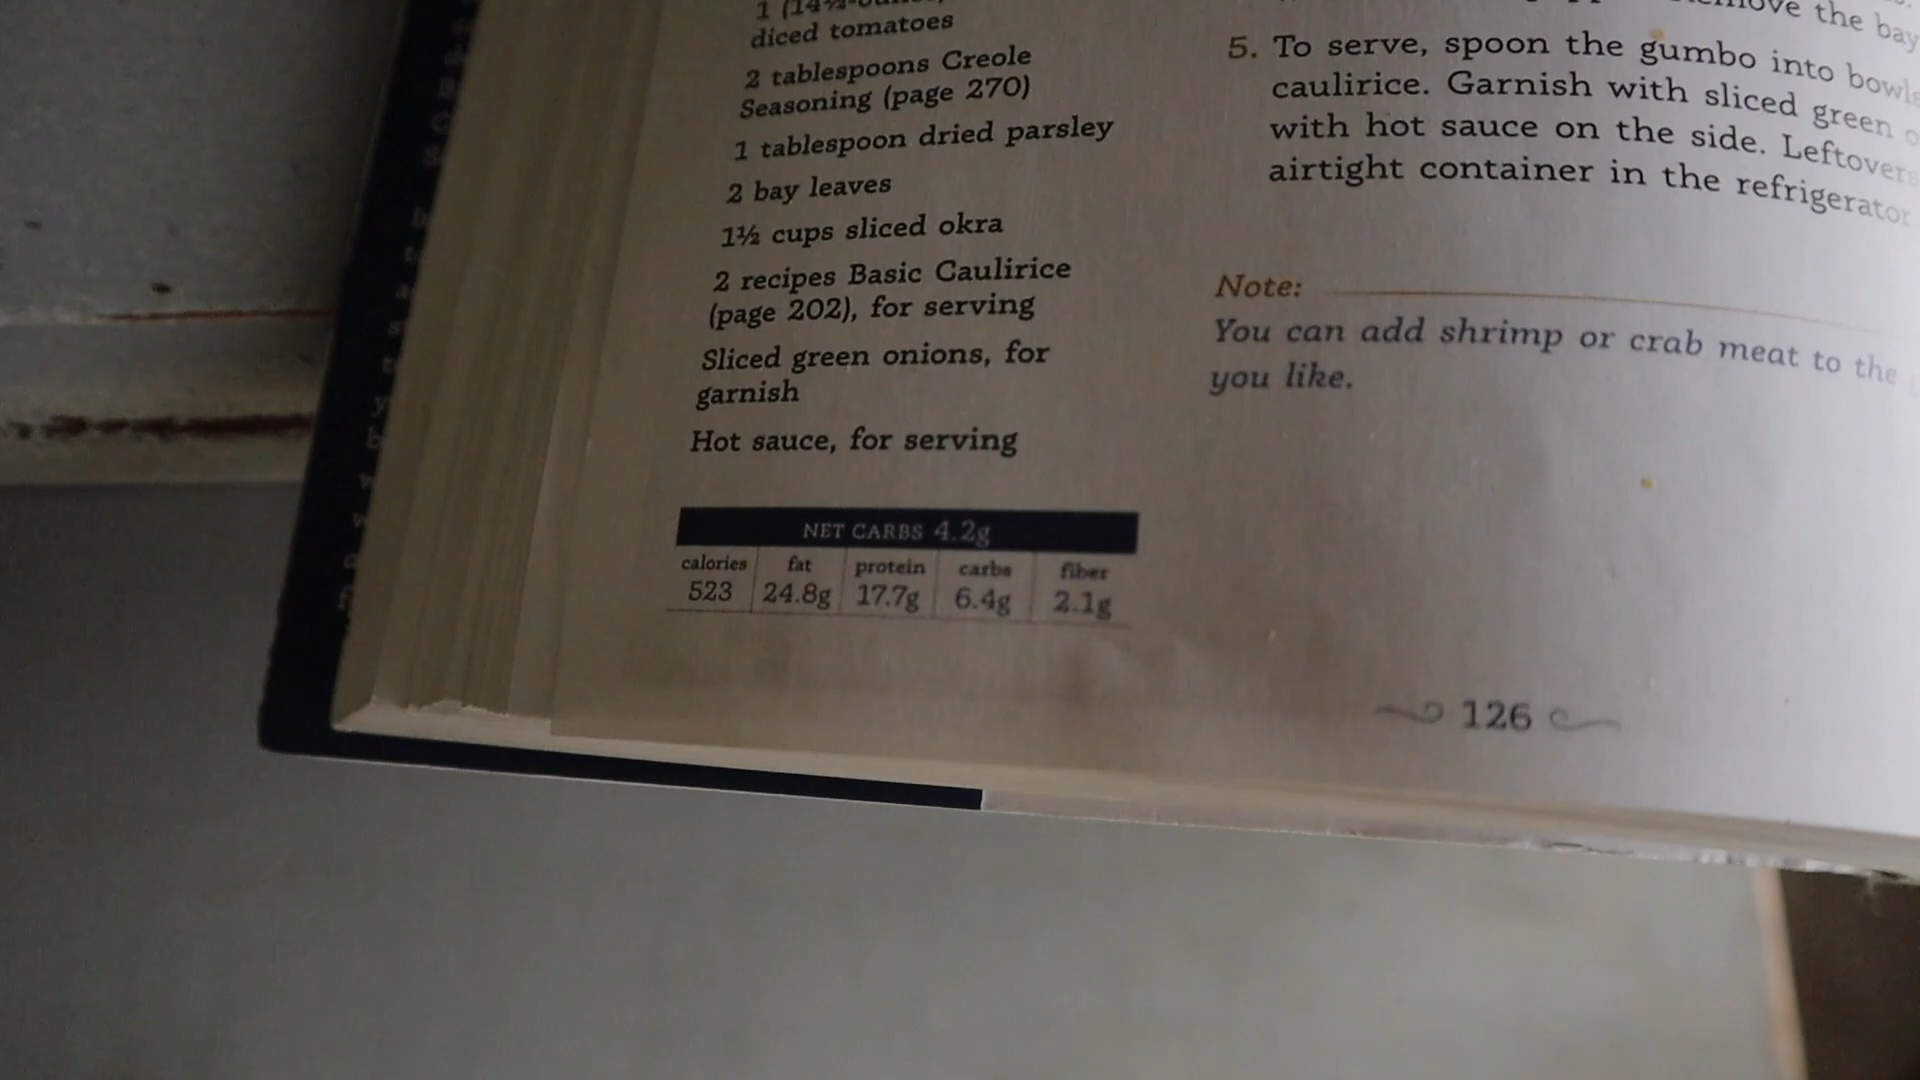 diced tomatoes
2 tablespoons Creole
Seasoning (page 270)
1 tablespoon dried parsley
2 bay leaves
1½ cups sliced okra
2 recipes Basic Caulirice
(page 202), for serving
Sliced green onions, for
garnish
Hot sauce, for serving
NET CARBS 4.2g
calories fat protein carbs fiber
523 24.8g 17.7g 6.4g 2.1g
the bay
5. To serve, spoon the gumbo into bowls
caulirice. Garnish with sliced green
with hot sauce on the side. Leftovers
airtight container in the refrigerator
Note:
You can add shrimp or crab meat to the
you like.
126